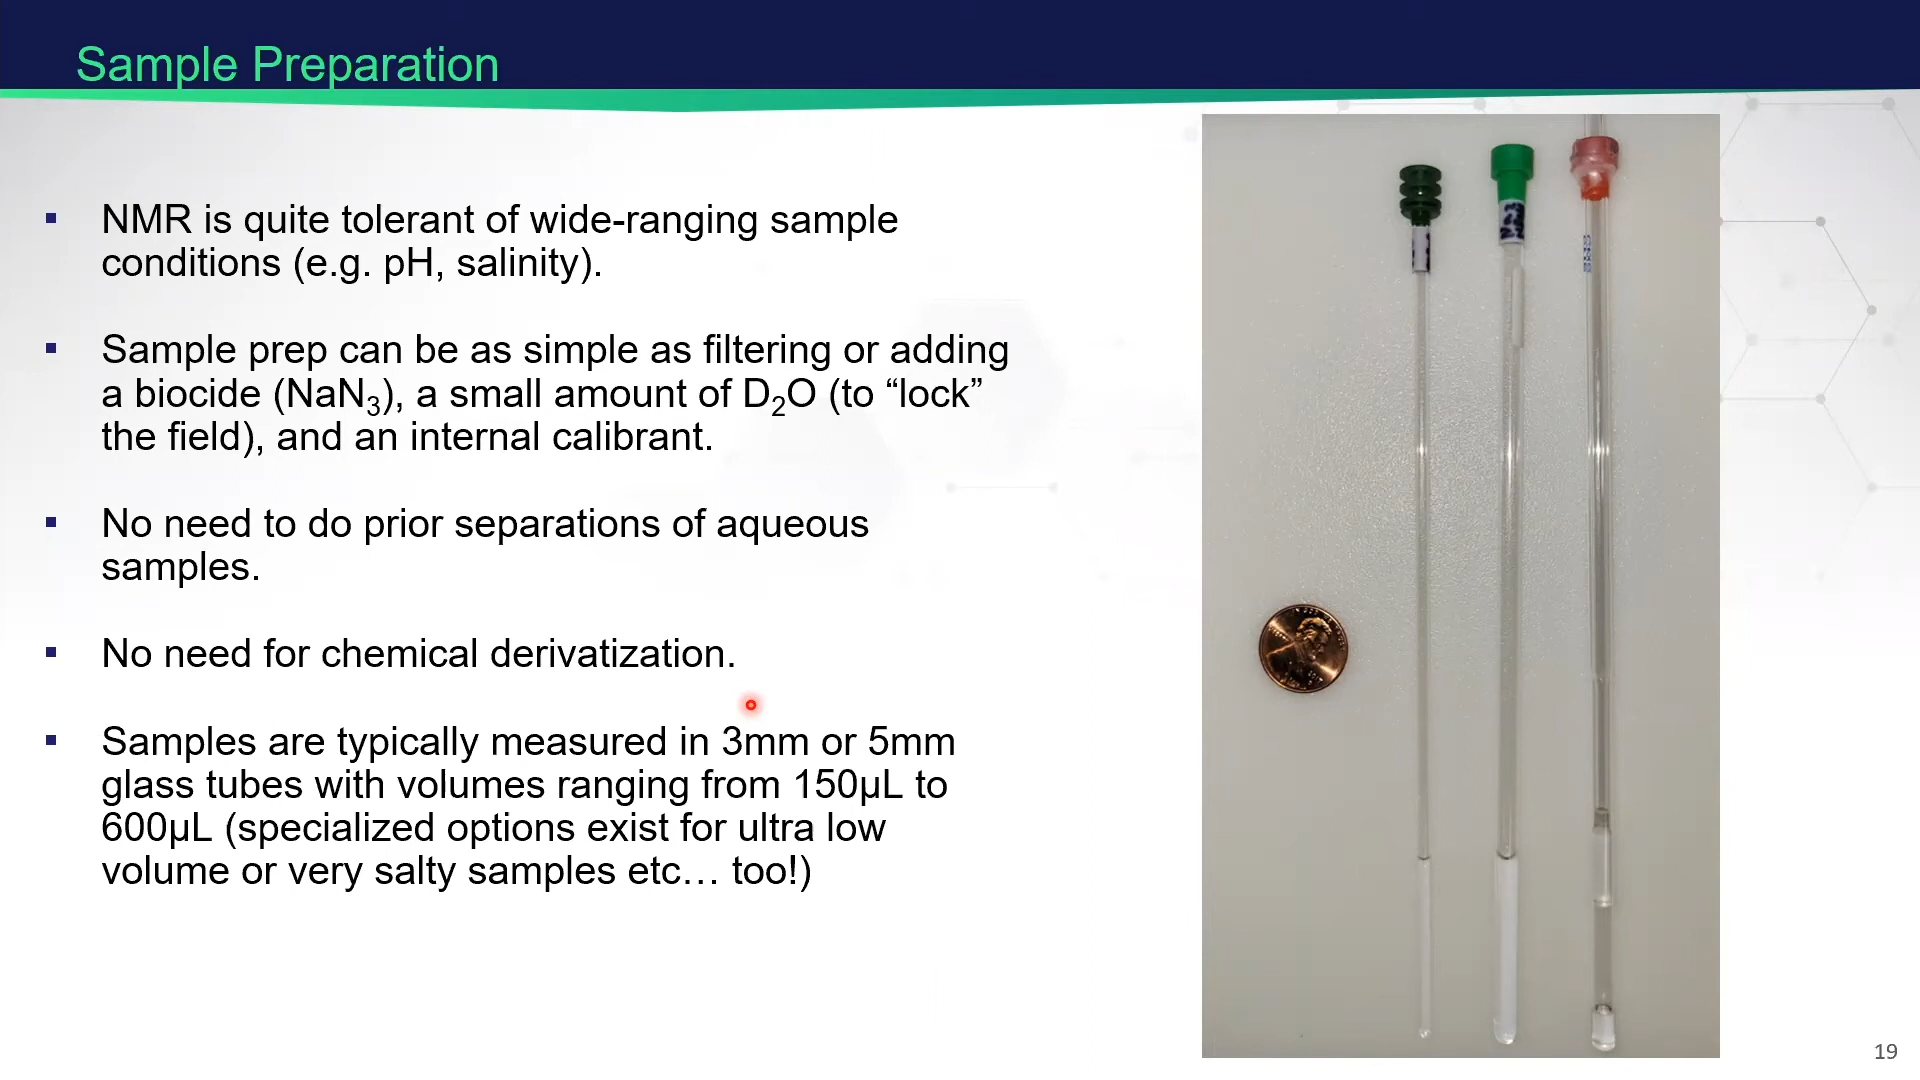 Sample Preparation
▪ NMR is quite tolerant of wide-ranging sample
conditions (e.g. pH, salinity).
▪ Sample prep can be as simple as filtering or adding
a biocide (NaN₃), a small amount of D₂O (to “lock”
the field), and an internal calibrant.
▪ No need to do prior separations of aqueous
samples.
▪ No need for chemical derivatization.
▪ Samples are typically measured in 3mm or 5mm
glass tubes with volumes ranging from 150µL to
600µL (specialized options exist for ultra low
volume or very salty samples etc… too!)
19